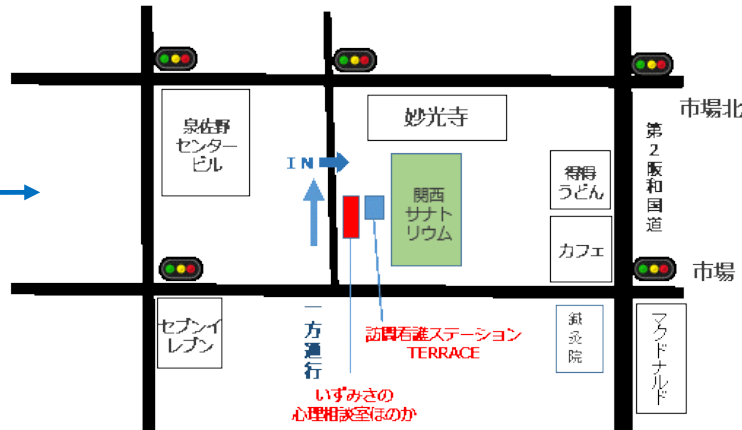 市場北
妙光寺
泉佐野
センター
ビル
第2阪和国道
IN
得得
うどん
関西
サナト
リウム
カフェ
市場
セブンイ
レブン
一方通行
訪問看護ステーション
TERRACE
鍼灸院
マクドナルド
いずみさの
心理相談室ほのか